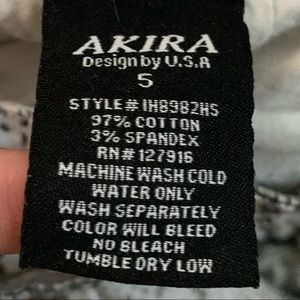 AKIRA
Design by U.S.A
5
STYLE# IH8982HS
97% COTTON
3% SPANDEX
RN# 127916
MACHINE WASH COLD
WATER ONLY
WASH SEPARATELY
COLOR WILL BLEED
NO BLEACH
TUMBLE DRY LOW